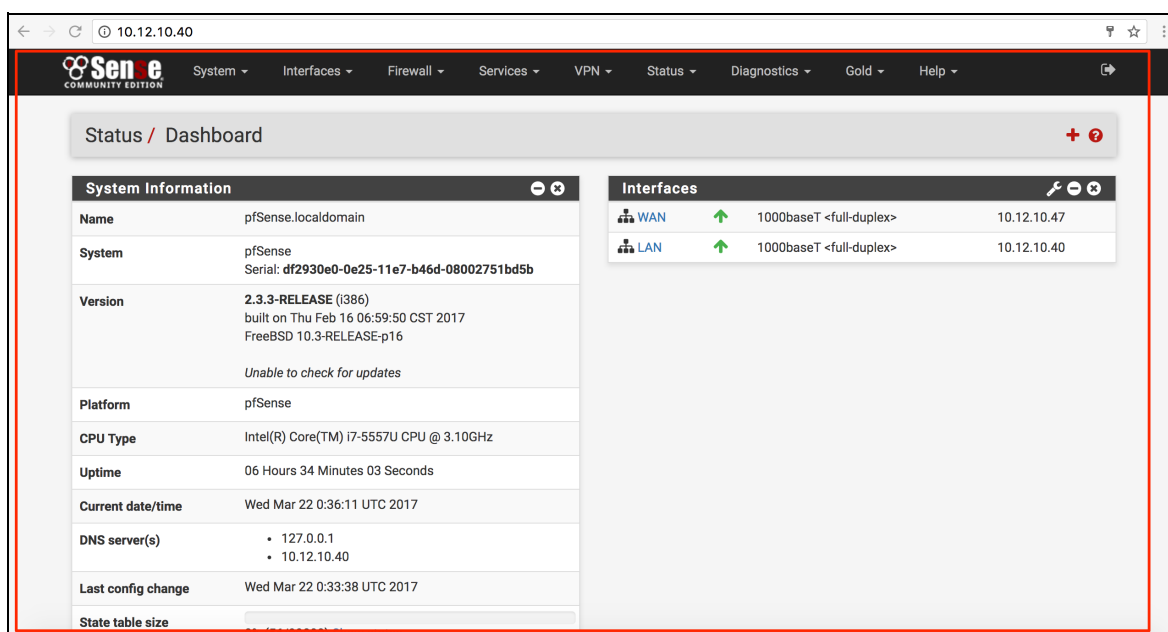 10.12.10.40
Sense
COMMUNITY EDITION
System Interfaces Firewall Services VPN Status Diagnostics Gold Help
Status / Dashboard
System Information
Name pfSense.localdomain
System pfSense
Serial: df2930e0-0e25-11e7-b46d-08002751bd5b
Version 2.3.3-RELEASE (i386)
built on Thu Feb 16 06:59:50 CST 2017
FreeBSD 10.3-RELEASE-p16
Unable to check for updates
Platform pfSense
CPU Type Intel(R) Core(TM) i7-5557U CPU @ 3.10GHz
Uptime 06 Hours 34 Minutes 03 Seconds
Current date/time Wed Mar 22 0:36:11 UTC 2017
DNS server(s) • 127.0.0.1
• 10.12.10.40
Last config change Wed Mar 22 0:33:38 UTC 2017
State table size
Interfaces
WAN 1000baseT <full-duplex> 10.12.10.47
LAN 1000baseT <full-duplex> 10.12.10.40